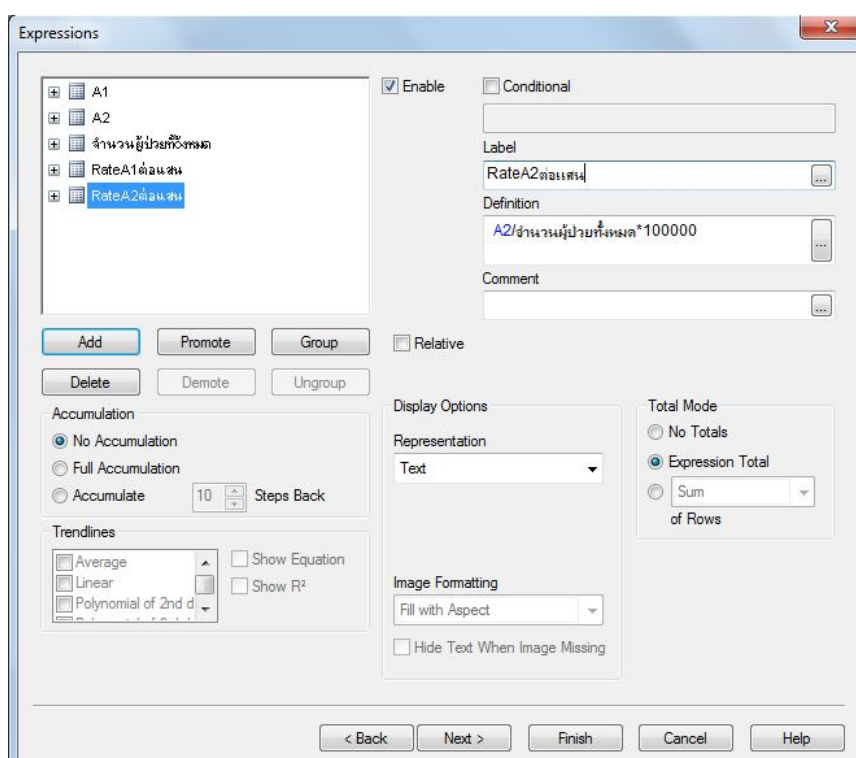 Expressions
A1
A2
จำนวนผู้ป่วยทั้งหมด
RateA1ต่อแสน
RateA2ต่อแสน
Enable
Conditional
Label
RateA2ต่อแสน
...
Definition
A2/จำนวนผู้ป่วยทั้งหมด*100000
...
Comment
...
Add
Promote
Group
Relative
Delete
Demote
Ungroup
Accumulation
No Accumulation
Full Accumulation
Accumulate 10 Steps Back
Trendlines
Average
Linear
Polynomial of 2nd d
Show Equation
Show R²
Display Options
Representation
Text
Image Formatting
Fill with Aspect
Hide Text When Image Missing
Total Mode
No Totals
Expression Total
Sum
of Rows
< Back
Next >
Finish
Cancel
Help